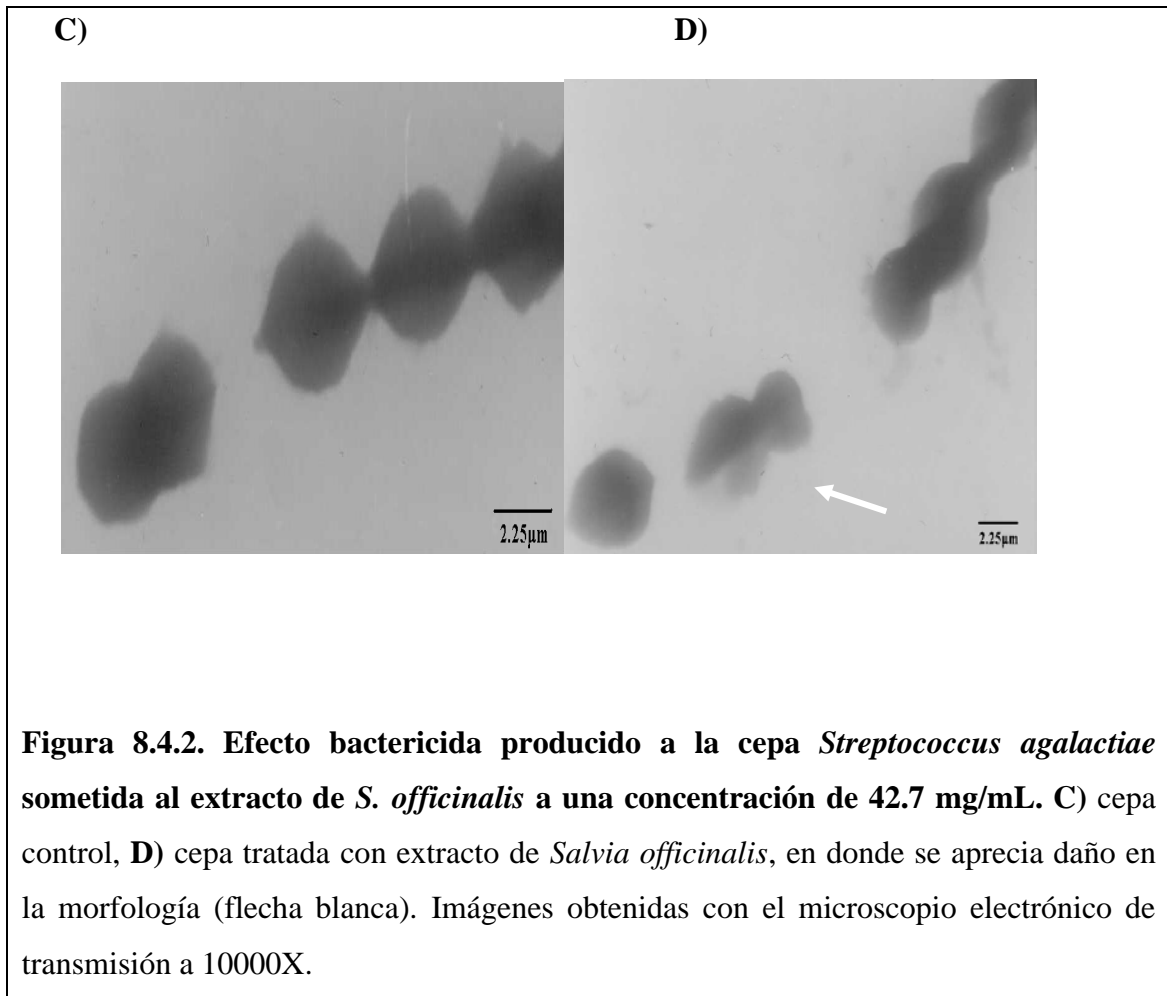 C) D)
2.25µm 2.25µm
Figura 8.4.2. Efecto bactericida producido a la cepa Streptococcus agalactiae
sometida al extracto de S. officinalis a una concentración de 42.7 mg/mL. C) cepa
control, D) cepa tratada con extracto de Salvia officinalis, en donde se aprecia daño en
la morfología (flecha blanca). Imágenes obtenidas con el microscopio electrónico de
transmisión a 10000X.